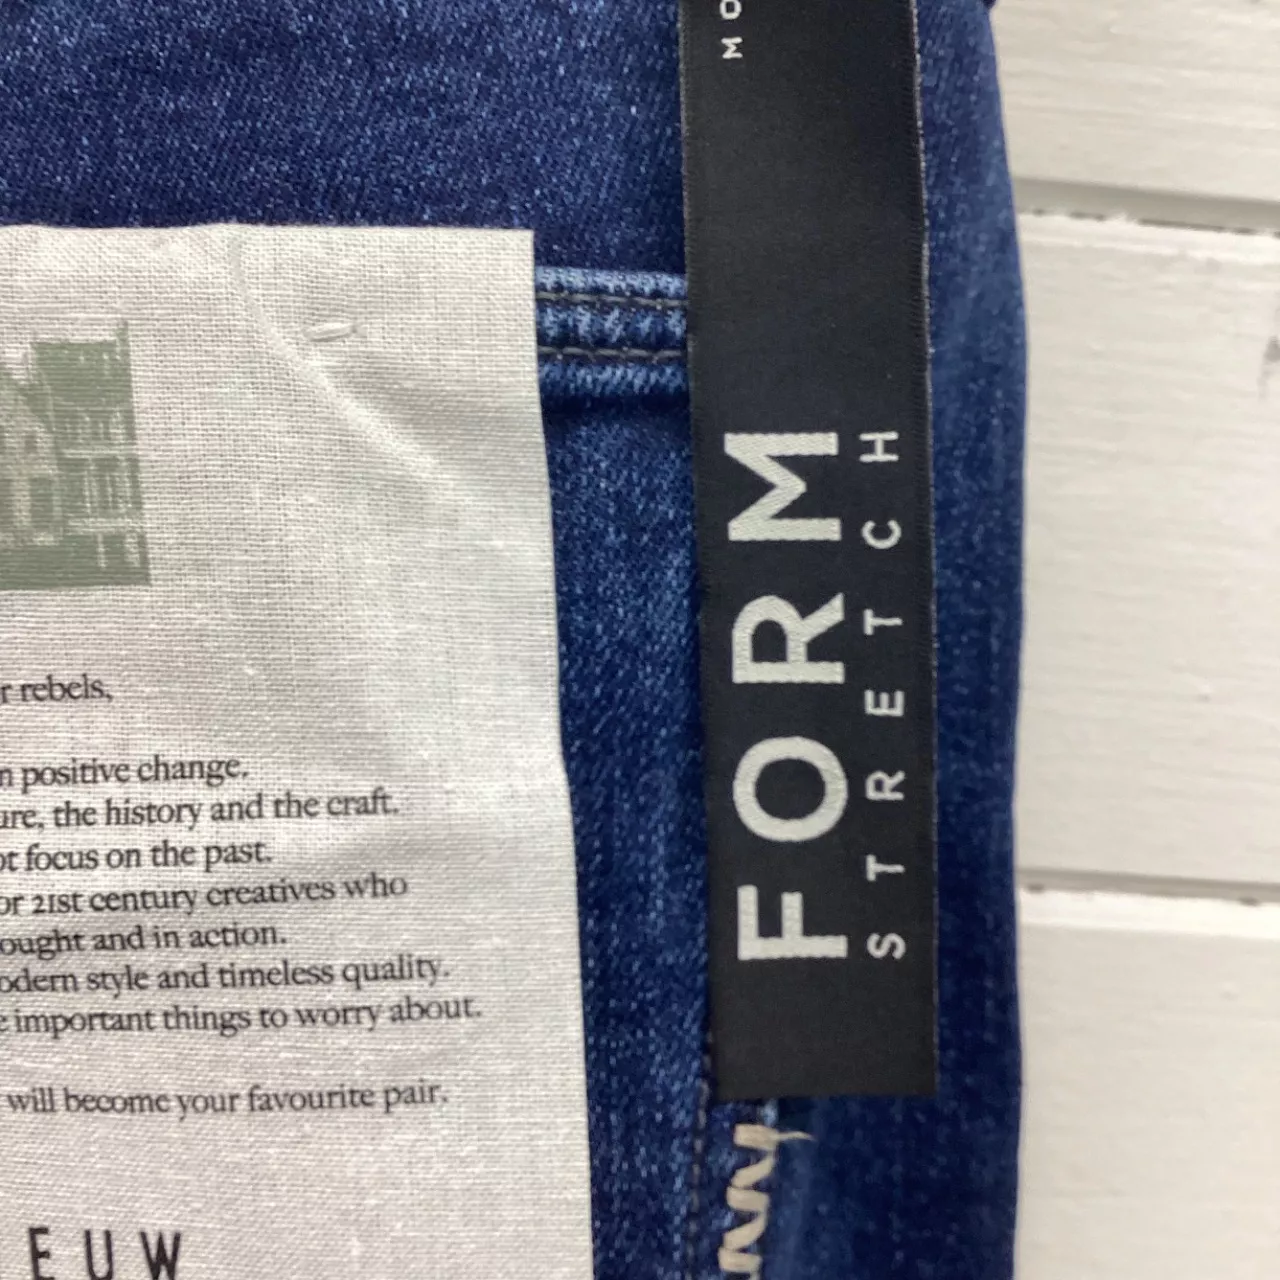 r rebels,
n positive change.
ure, the history and the craft.
ot focus on the past.
or 21st century creatives who
ought and in action.
odern style and timeless quality.
e important things to worry about.
will become your favourite pair.
EUW
MO
FORM
STRETCH